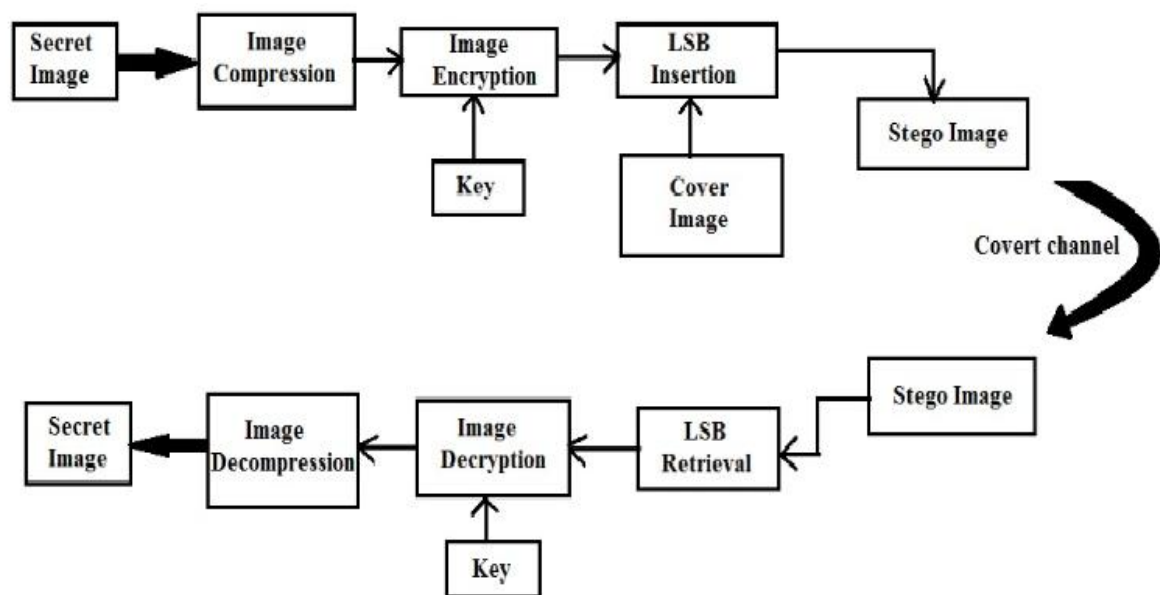 Secret
Image
Image
Compression
Image
Encryption
LSB
Insertion
Stego Image
Key
Cover
Image
Covert channel
Stego Image
LSB
Retrieval
Image
Decryption
Image
Decompression
Secret
Image
Key